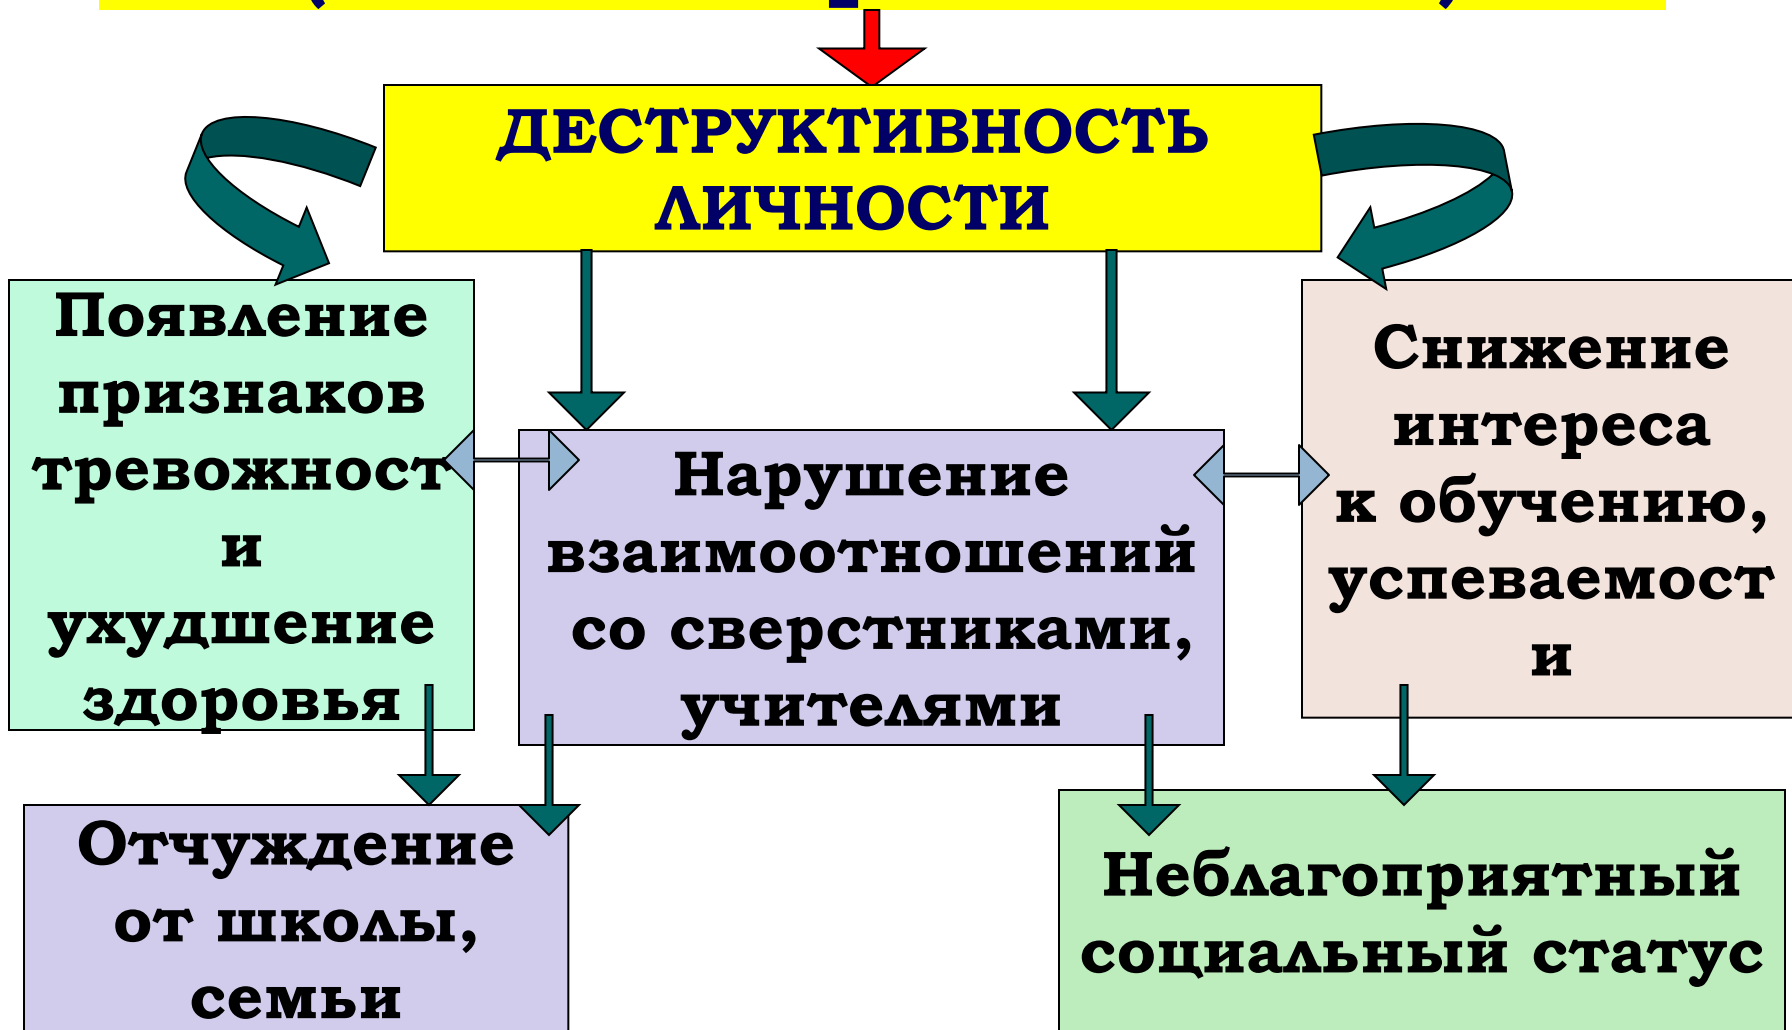 ДЕСТРУКТИВНОСТЬ
ЛИЧНОСТИ
Появление
признаков
тревожност
и
ухудшение
здоровья
Нарушение
взаимоотношений
со сверстниками,
учителями
Снижение
интереса
к обучению,
успеваемост
и
Отчуждение
от школы,
семьи
Неблагоприятный
социальный статус